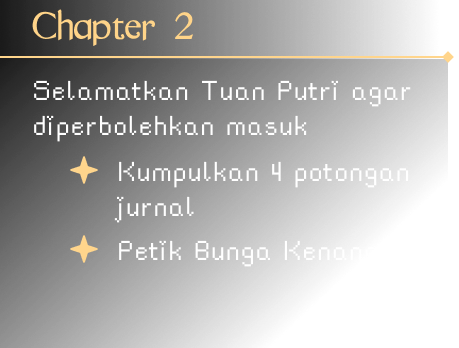 Chapter 2
Selamatkan Tuan Putri agar
diperbolehkan masuk
Kumpulkan 4 potongan
jurnal
Petik Bunga